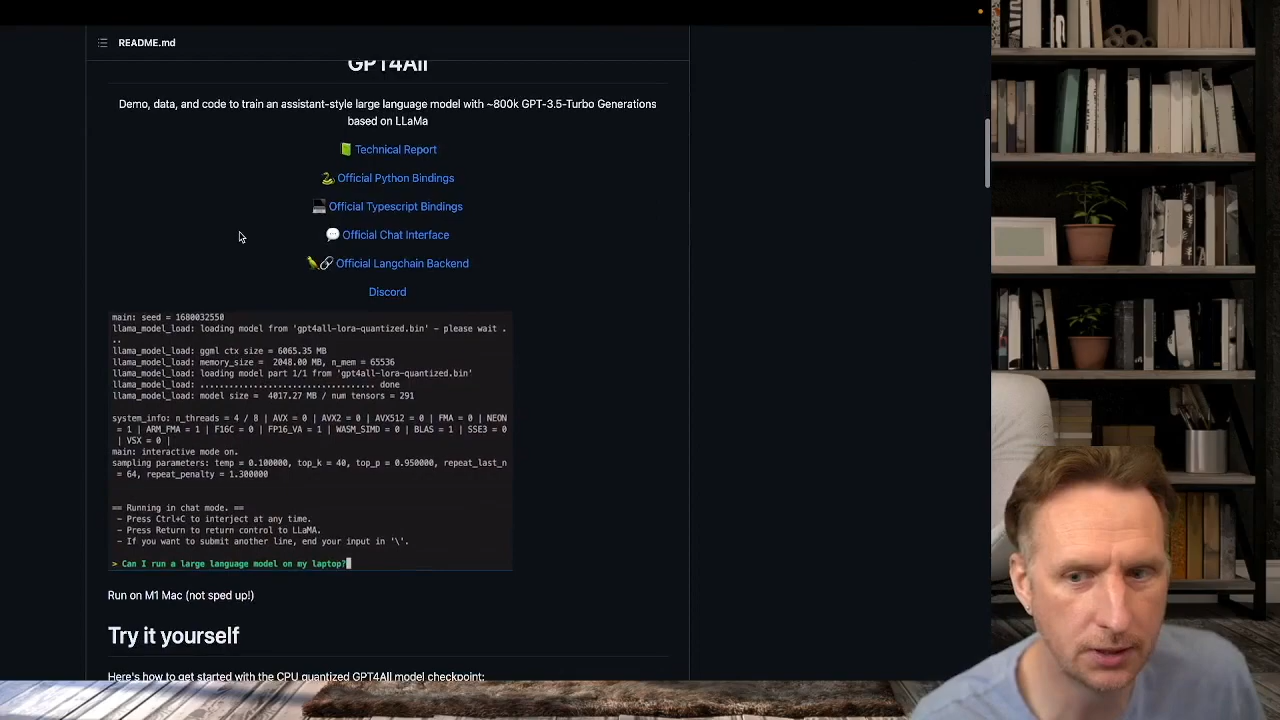 README.md
GPT4All
Demo, data, and code to train an assistant-style large language model with ~800k GPT-3.5-Turbo Generations
based on LLaMa
Technical Report
Official Python Bindings
Official Typescript Bindings
Official Chat Interface
Official Langchain Backend
Discord
main: seed = 1680032550
llama_model_load: loading model from 'gpt4all-lora-quantized.bin' - please wait .
..
llama_model_load: ggml ctx size = 6065.35 MB
llama_model_load: memory_size =  2048.00 MB, n_mem = 65536
llama_model_load: loading model part 1/1 from 'gpt4all-lora-quantized.bin'
llama_model_load: .................................... done
llama_model_load: model size =  4017.27 MB / num tensors = 291
system_info: n_threads = 4 / 8 | AVX = 0 | AVX2 = 0 | AVX512 = 0 | FMA = 0 | NEON
= 1 | ARM_FMA = 1 | F16C = 0 | FP16_VA = 1 | WASM_SIMD = 0 | BLAS = 1 | SSE3 = 0
| VSX = 0 |
main: interactive mode on.
sampling parameters: temp = 0.100000, top_k = 40, top_p = 0.950000, repeat_last_n
= 64, repeat_penalty = 1.300000
== Running in chat mode. ==
- Press Ctrl+C to interject at any time.
- Press Return to return control to LLaMA.
- If you want to submit another line, end your input in '\'.
> Can I run a large language model on my laptop?
Run on M1 Mac (not sped up!)
Try it yourself
Here's how to get started with the CPU quantized GPT4All model checkpoint: